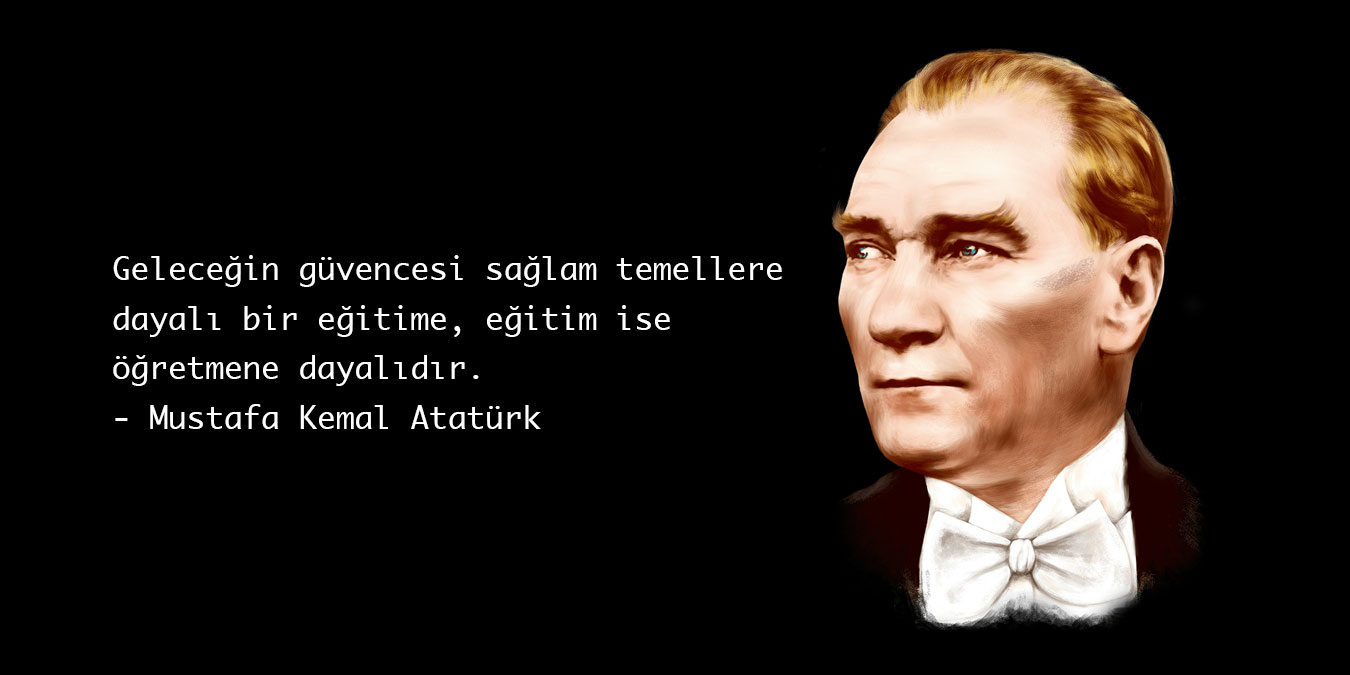 Geleceğin güvencesi sağlam temellere
dayalı bir eğitime, eğitim ise
öğretmene dayalıdır.
- Mustafa Kemal Atatürk